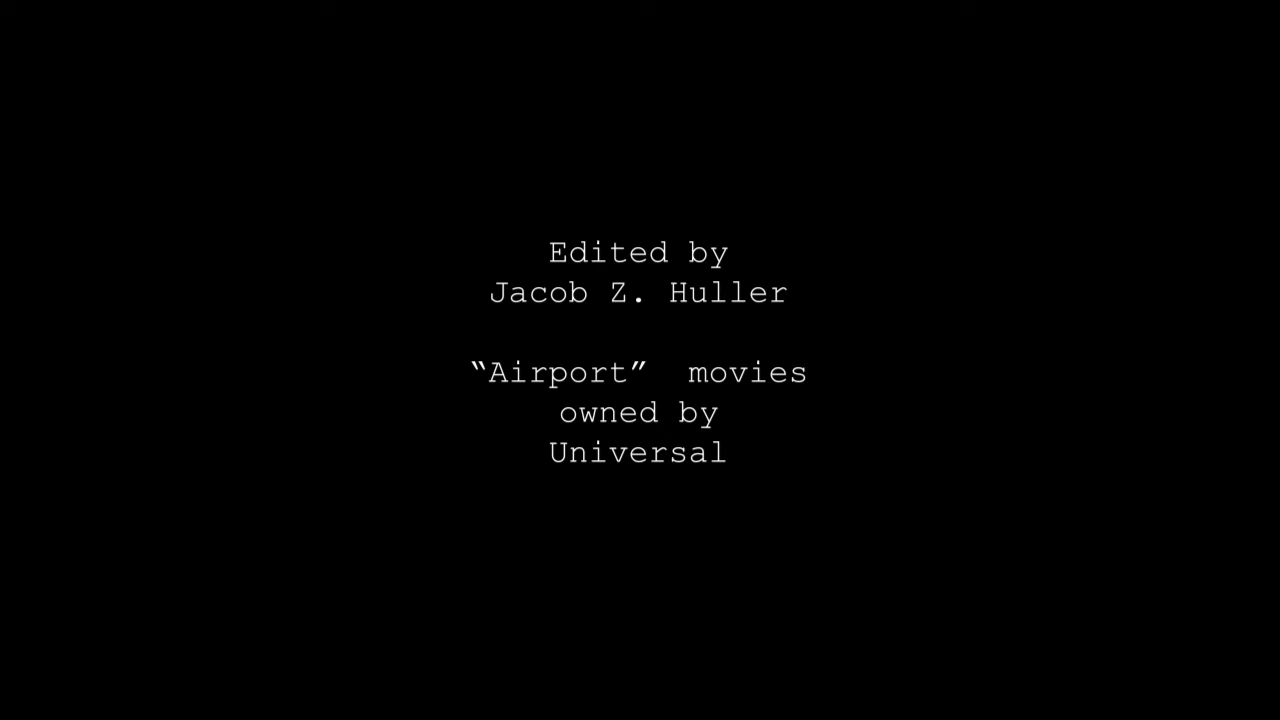 Edited by
Jacob Z. Huller
“Airport”  movies
owned by
Universal